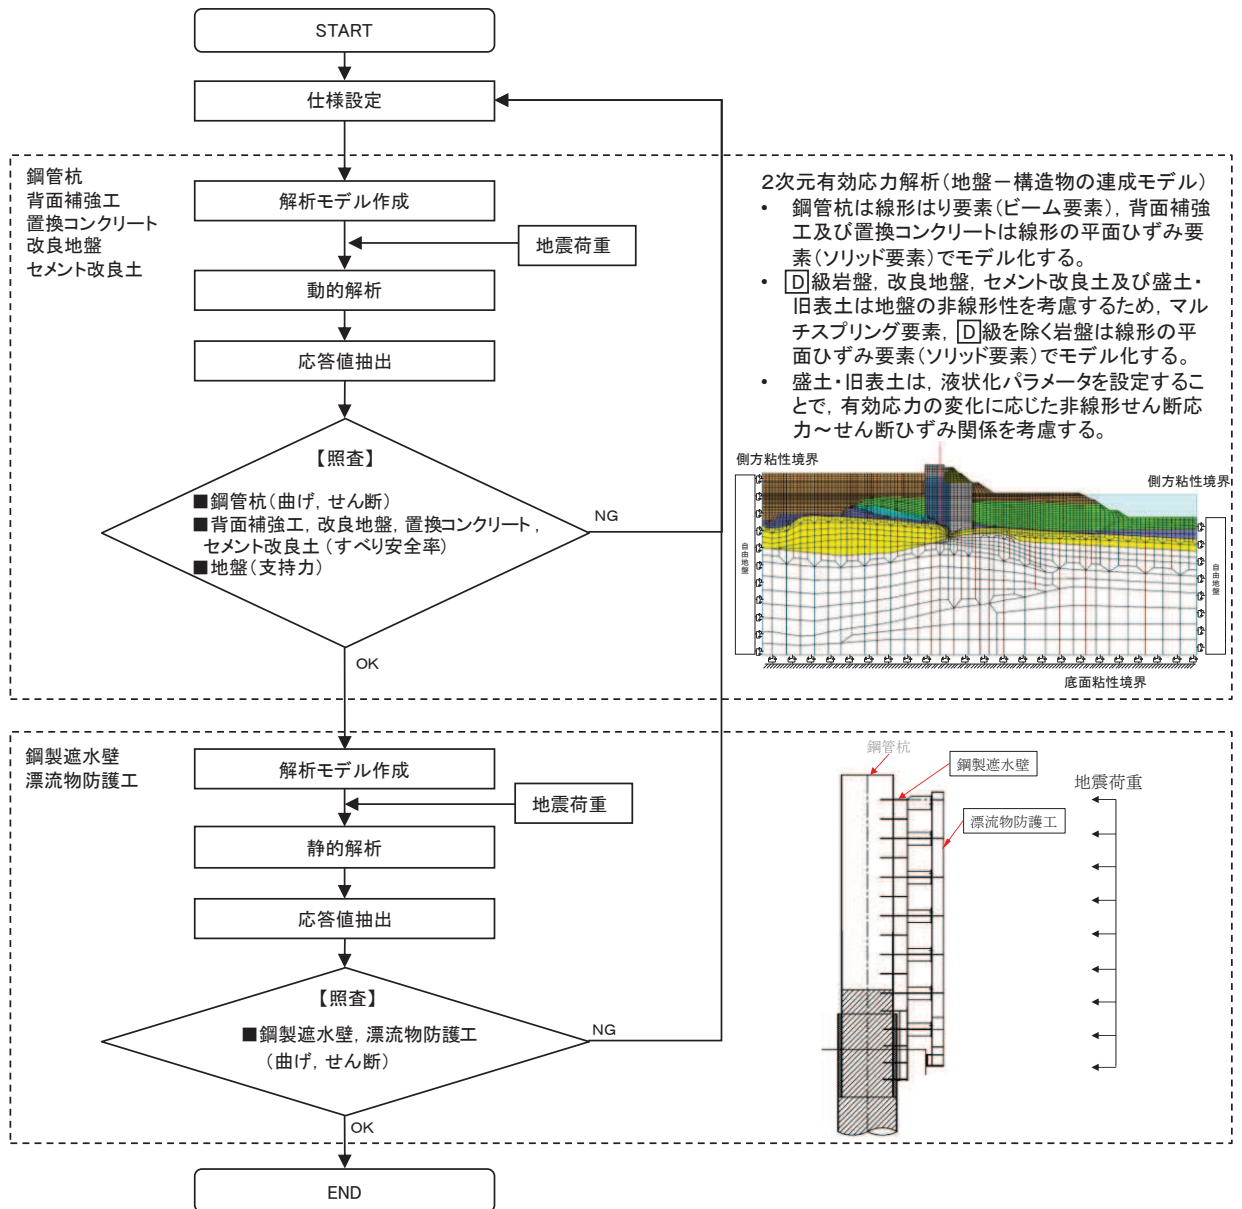 START
仕様設定
鋼管杭
背面補強工
置換コンクリート
改良地盤
セメント改良土
解析モデル作成
地震荷重
動的解析
応答値抽出
【照査】
■鋼管杭(曲げ，せん断)
■背面補強工，改良地盤，置換コンクリート，
セメント改良土(すべり安全率)
■地盤(支持力)
NG
OK
2次元有効応力解析(地盤－構造物の連成モデル)
• 鋼管杭は線形はり要素(ビーム要素)，背面補強
工及び置換コンクリートは線形の平面ひずみ要
素(ソリッド要素)でモデル化する。
• D級岩盤，改良地盤，セメント改良土及び盛土・
旧表土は地盤の非線形性を考慮するため，マル
チスプリング要素，D級を除く岩盤は線形の平
面ひずみ要素(ソリッド要素)でモデル化する。
• 盛土・旧表土は，液状化パラメータを設定するこ
とで，有効応力の変化に応じた非線形せん断応
力～せん断ひずみ関係を考慮する。
側方粘性境界
側方粘性境界
自由地盤
自由地盤
底面粘性境界
鋼製遮水壁
漂流物防護工
解析モデル作成
地震荷重
静的解析
応答値抽出
【照査】
■鋼製遮水壁，漂流物防護工
(曲げ，せん断)
NG
OK
鋼管杭
鋼製遮水壁
漂流物防護工
地震荷重
END